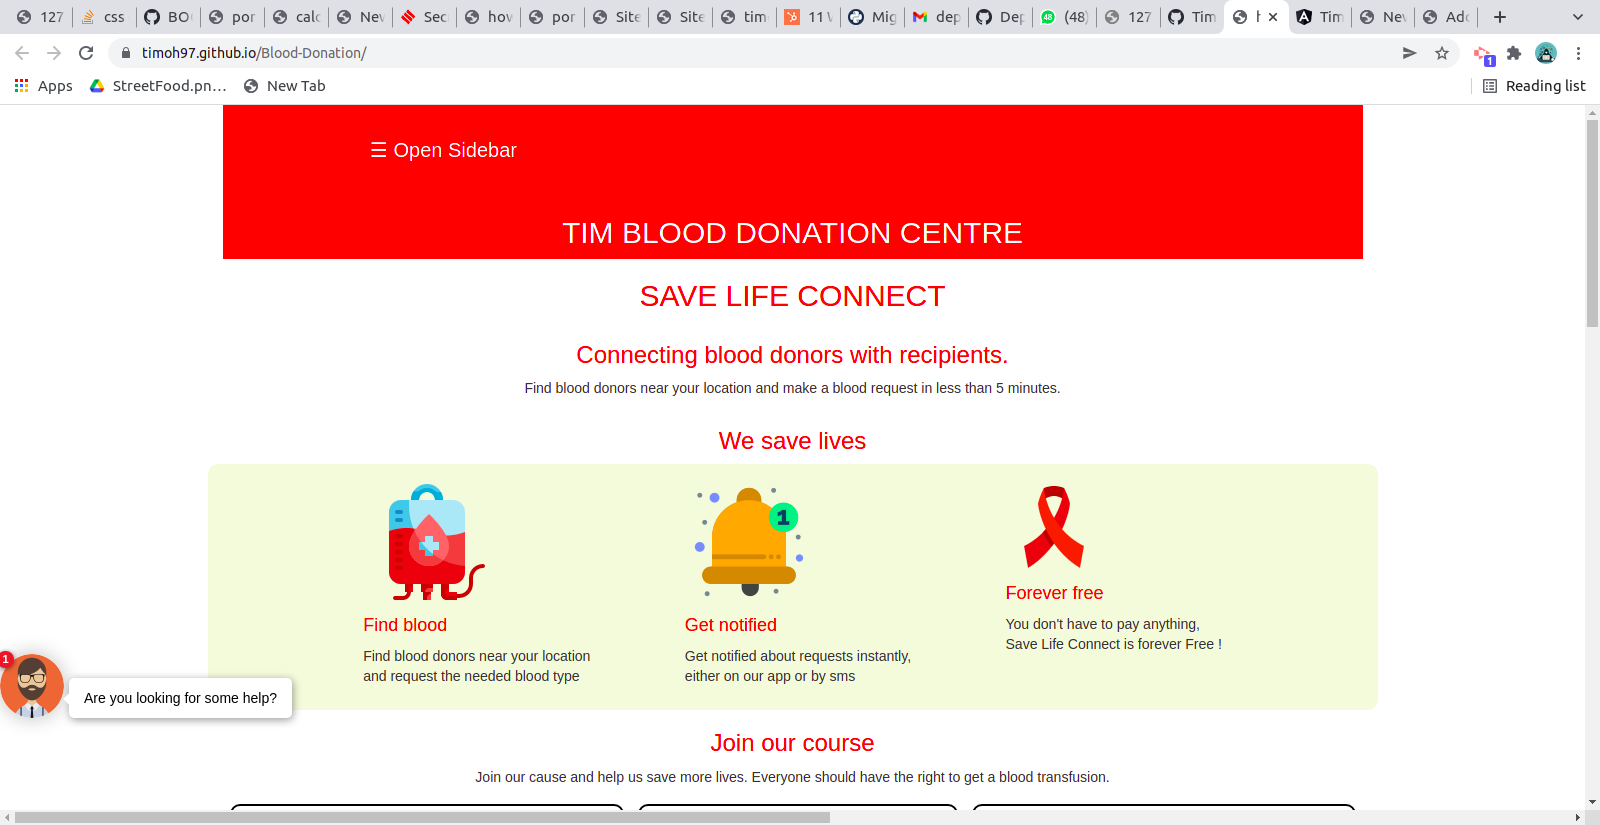 127
css
BO
por
calc
Nev
Sec
hov
por
Site
Site
tim
11
Mig
dep
Dep
48
(48)
127
Tim
Tim
Nev
Add
timoh97.github.io/Blood-Donation/
1
Apps
StreetFood.pn...
New Tab
Reading list
☰ Open Sidebar
TIM BLOOD DONATION CENTRE
SAVE LIFE CONNECT
Connecting blood donors with recipients.
Find blood donors near your location and make a blood request in less than 5 minutes.
We save lives
1
Find blood
Find blood donors near your location
and request the needed blood type
Get notified
Get notified about requests instantly,
either on our app or by sms
Forever free
You don't have to pay anything,
Save Life Connect is forever Free !
1
Are you looking for some help?
Join our course
Join our cause and help us save more lives. Everyone should have the right to get a blood transfusion.